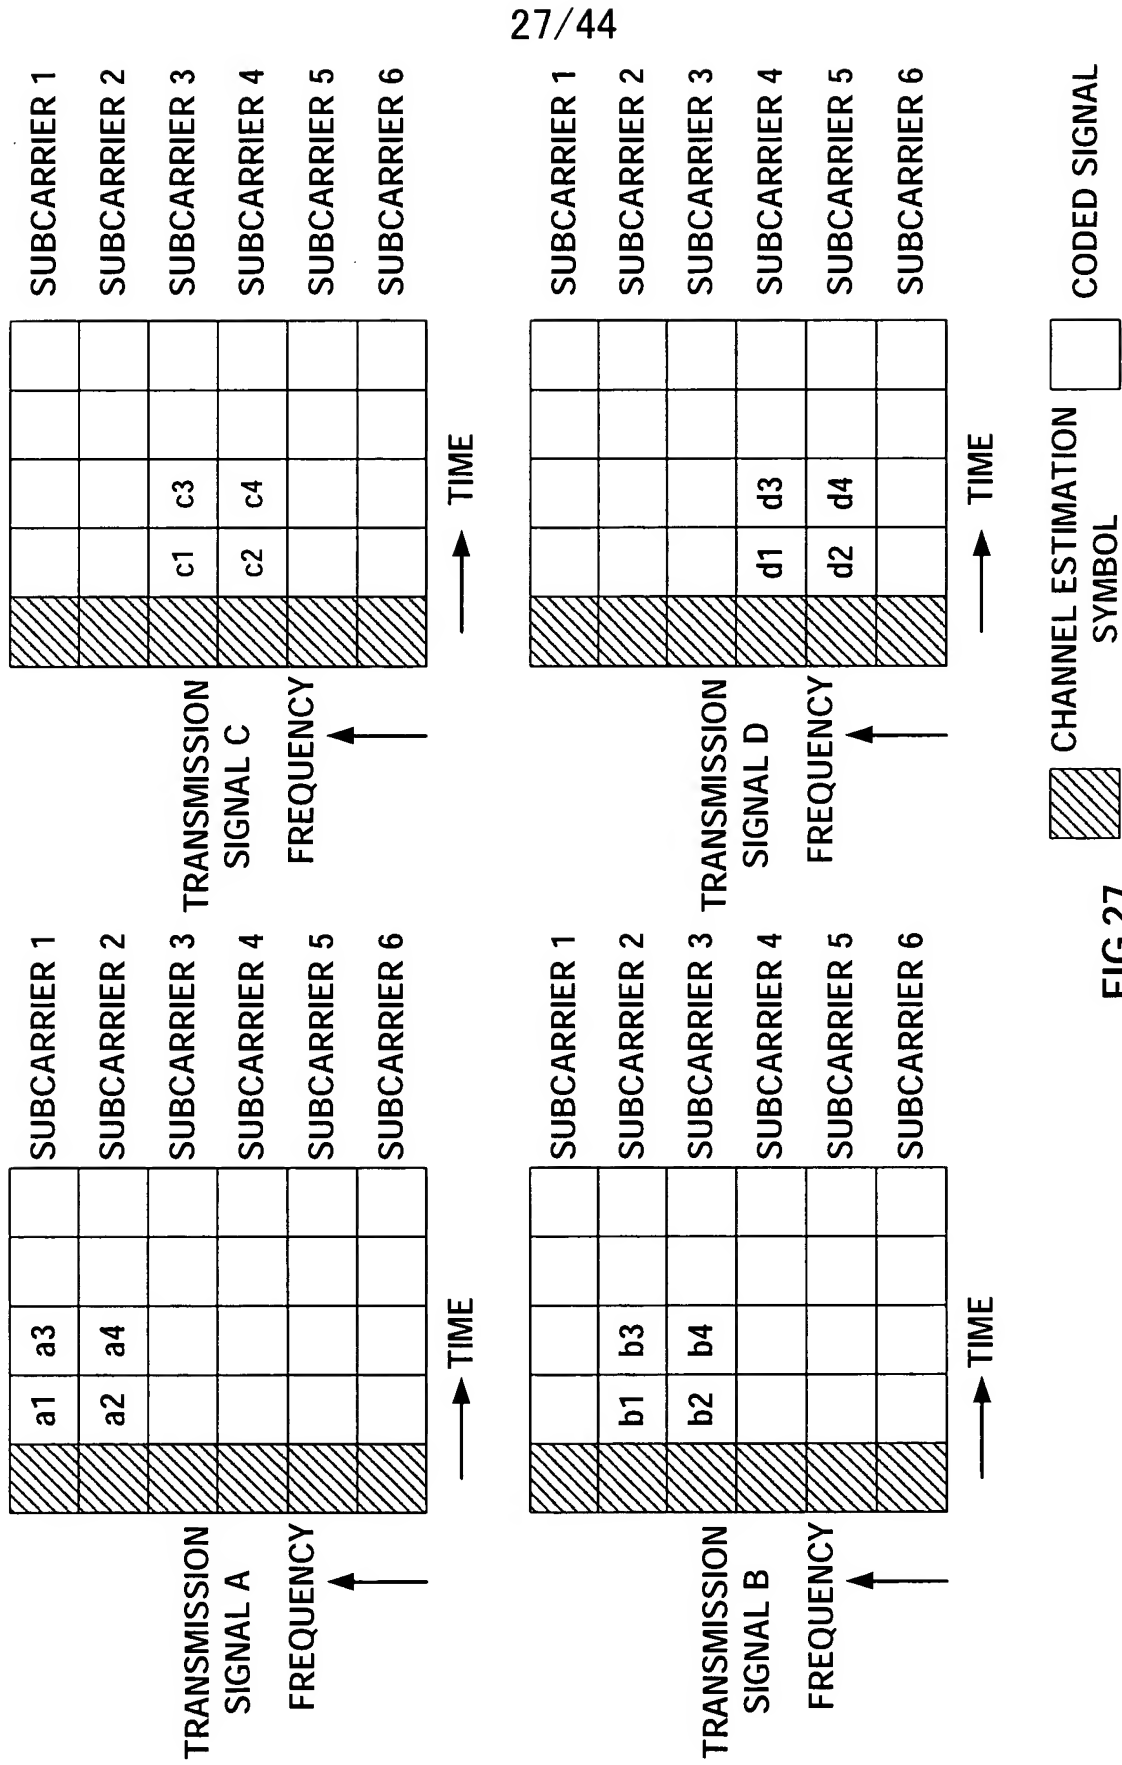 27/44
SUBCARRIER 1
a1 a3
SUBCARRIER 2
a2 a4
TRANSMISSION
SIGNAL A
SUBCARRIER 3
SUBCARRIER 4
FREQUENCY
SUBCARRIER 5
SUBCARRIER 6
TIME
SUBCARRIER 1
SUBCARRIER 2
TRANSMISSION
SIGNAL C
c1 c3
SUBCARRIER 3
c2 c4
SUBCARRIER 4
FREQUENCY
SUBCARRIER 5
SUBCARRIER 6
TIME
SUBCARRIER 1
b1 b3
SUBCARRIER 2
TRANSMISSION
SIGNAL B
b2 b4
SUBCARRIER 3
SUBCARRIER 4
FREQUENCY
SUBCARRIER 5
SUBCARRIER 6
TIME
SUBCARRIER 1
SUBCARRIER 2
TRANSMISSION
SIGNAL D
SUBCARRIER 3
d1 d3
SUBCARRIER 4
FREQUENCY
d2 d4
SUBCARRIER 5
SUBCARRIER 6
TIME
CHANNEL ESTIMATION
SYMBOL
CODED SIGNAL
FIG.27